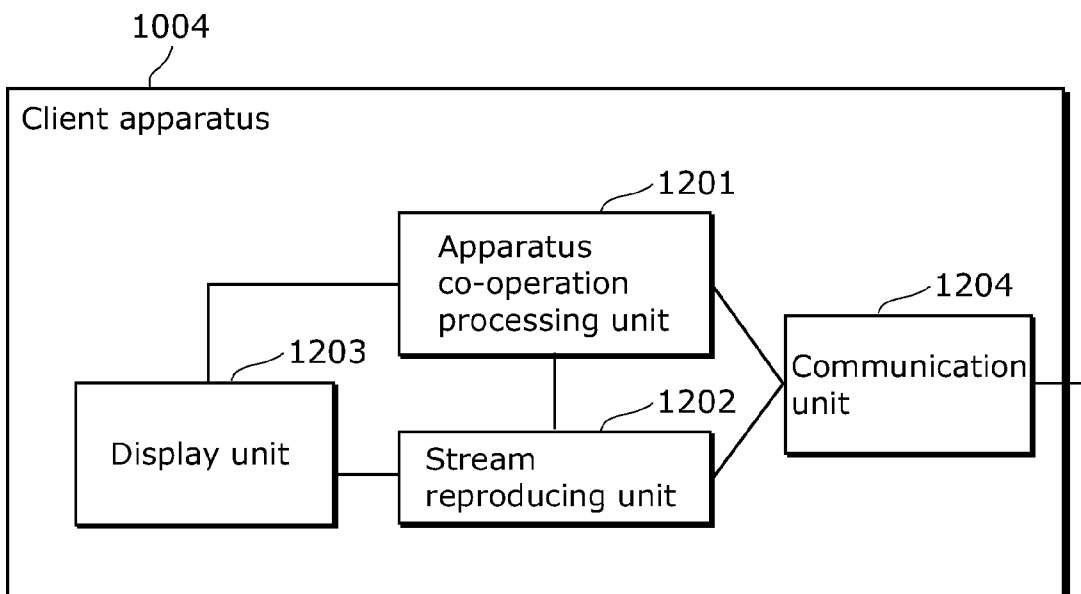 1004
Client apparatus
1201
Apparatus
co-operation
processing unit
1204
Communication
unit
1203
Display unit
1202
Stream
reproducing unit